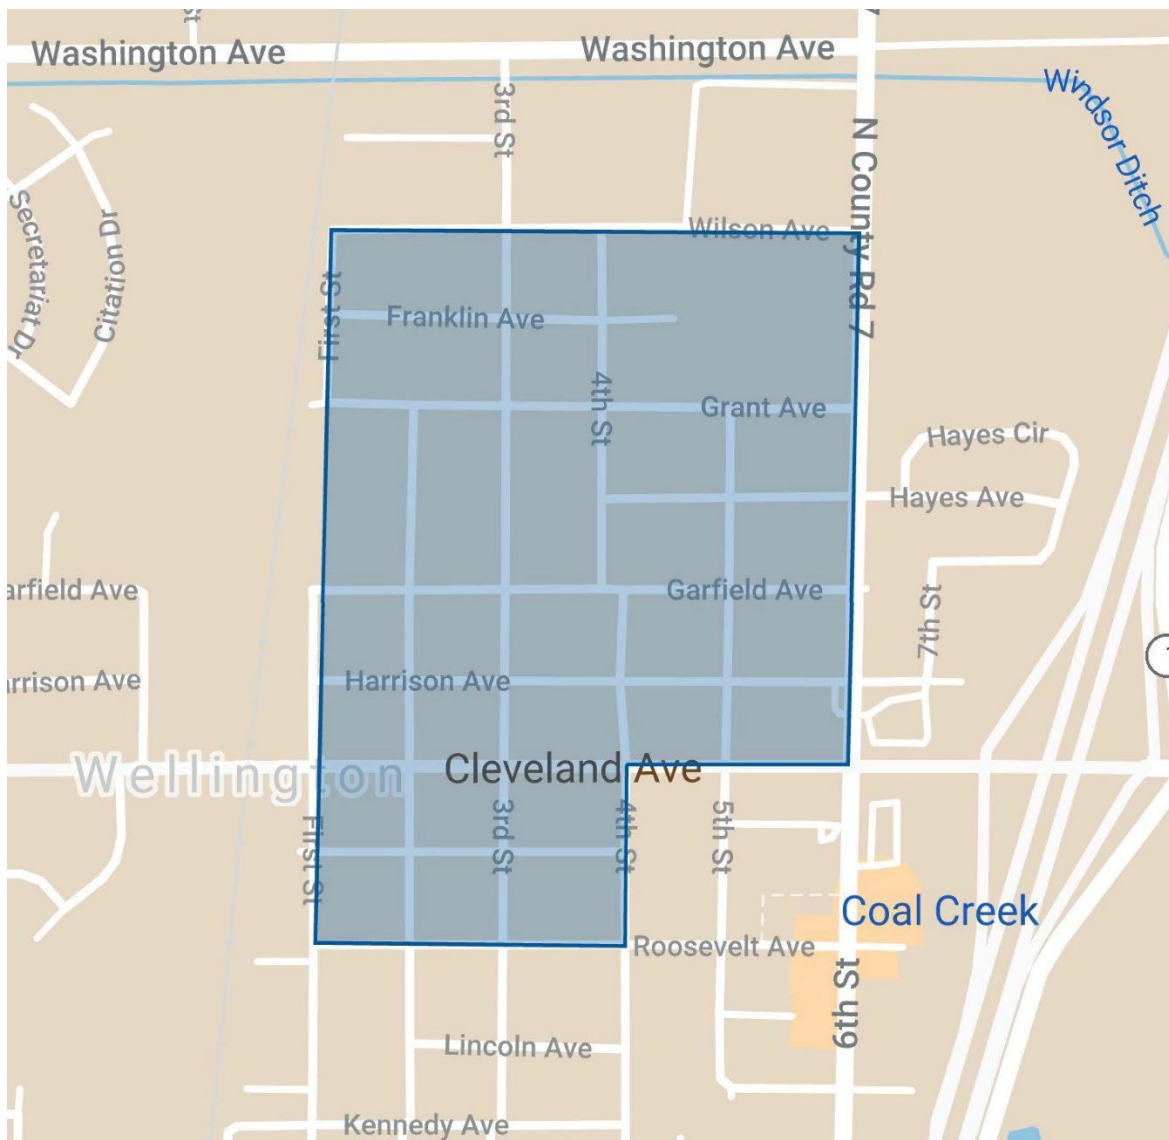 St
Washington Ave
Washington Ave
Windsor Ditch
3rd St
N County Rd 7
Secretariat Dr
Citation Dr
Wilson Ave
First St
Franklin Ave
4th St
Grant Ave
Hayes Cir
Hayes Ave
arfield Ave
Garfield Ave
7th St
arrison Ave
Harrison Ave
Wellington
Cleveland Ave
First St
3rd St
4th St
5th St
Coal Creek
Roosevelt Ave
6th St
Lincoln Ave
Kennedy Ave